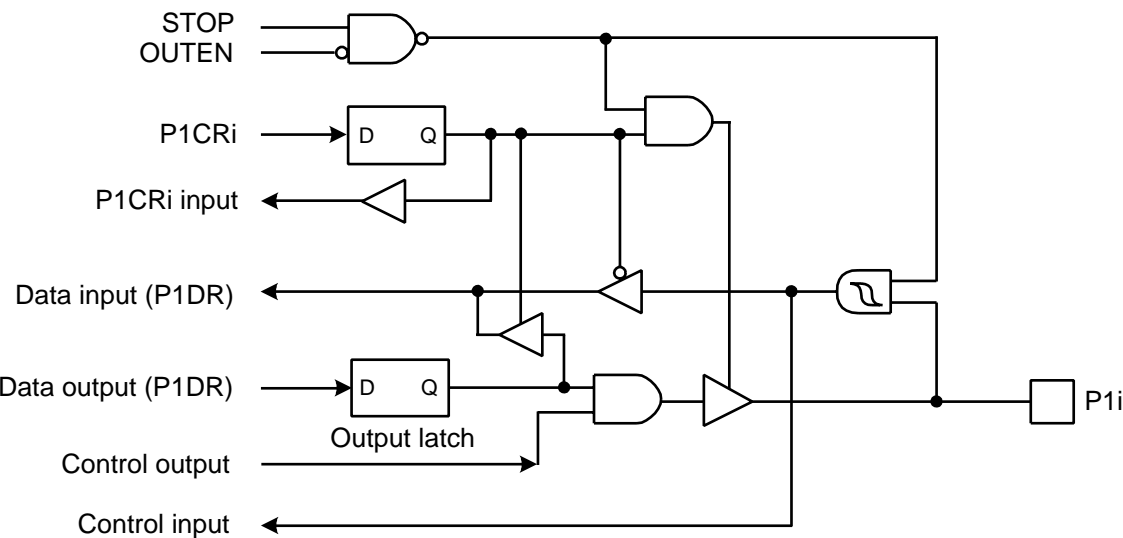 STOP
OUTEN
P1CRi
D Q
P1CRi input
Data input (P1DR)
Data output (P1DR)
D Q
P1i
Output latch
Control output
Control input